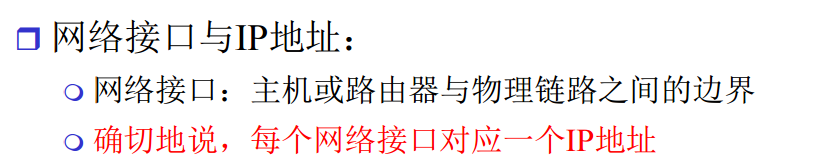 网络接口与IP地址：
网络接口：主机或路由器与物理链路之间的边界
确切地说，每个网络接口对应一个IP地址